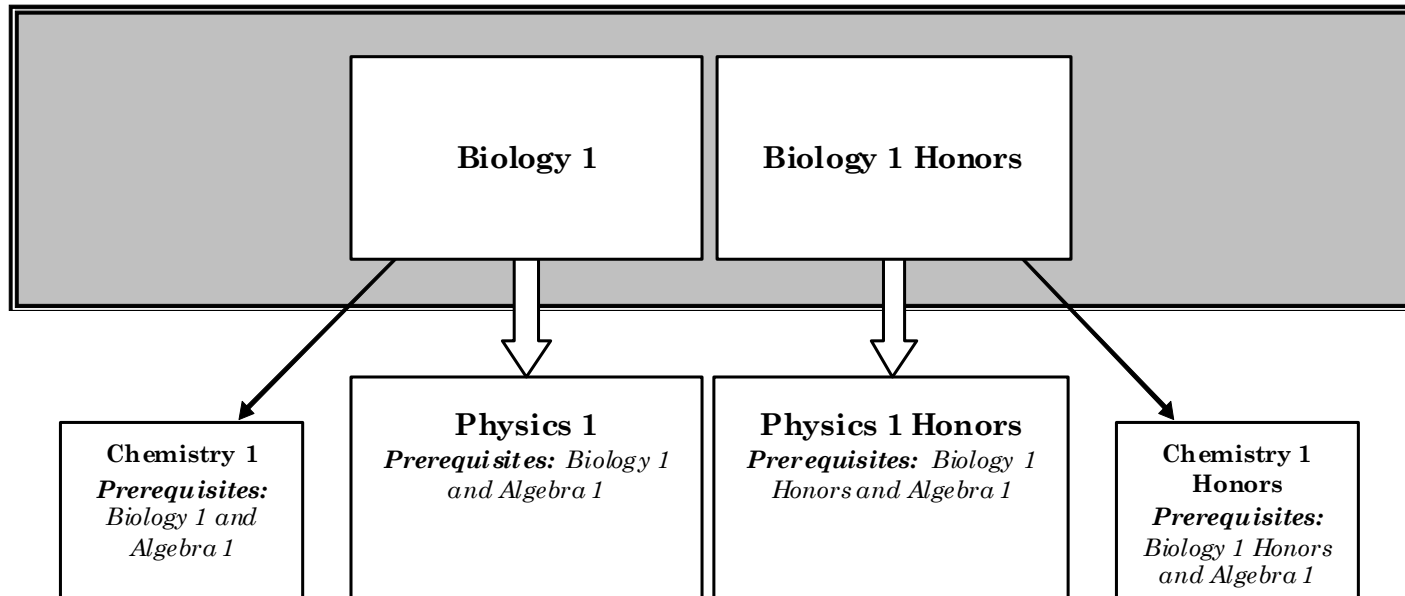 Biology 1
Biology 1 Honors
Chemistry 1
Prerequisites:
Biology 1 and
Algebra 1
Physics 1
Prerequisites: Biology 1
and Algebra 1
Physics 1 Honors
Prerequisites: Biology 1
Honors and Algebra 1
Chemistry 1
Honors
Prerequisites:
Biology 1 Honors
and Algebra 1